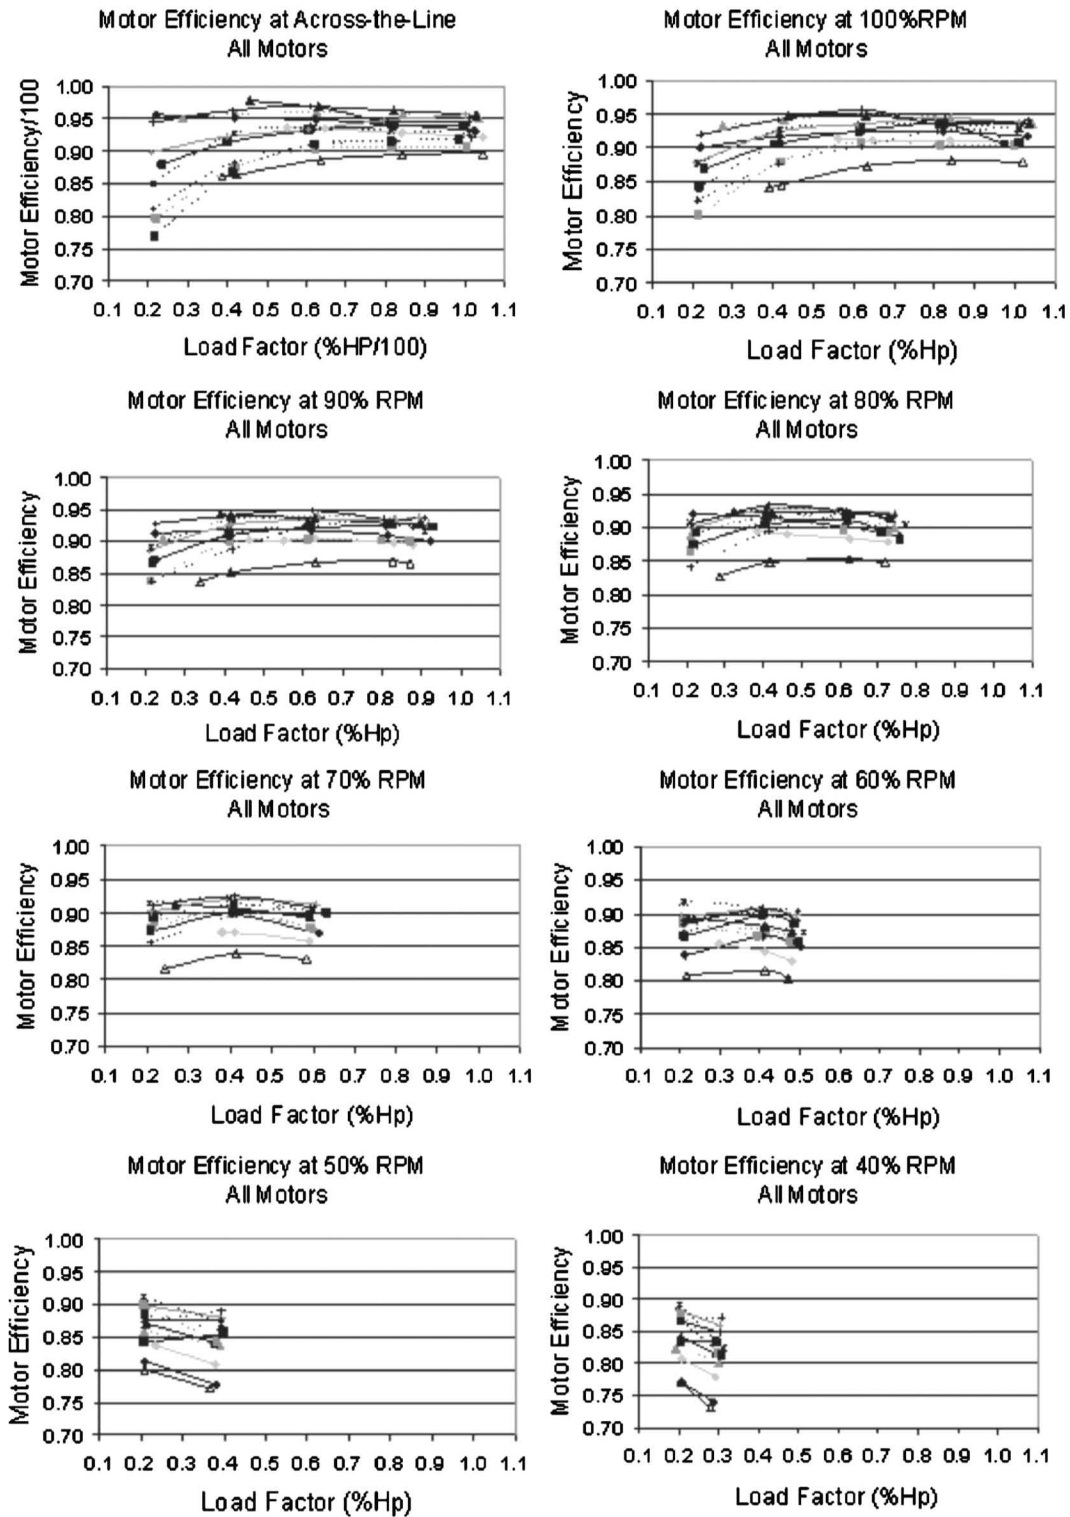 Motor Efficiency at Across-the-Line
All Motors
Motor Efficiency/100
1.00
0.95
0.90
0.85
0.80
0.75
0.70
0.1 0.2 0.3 0.4 0.5 0.6 0.7 0.8 0.9 1.0 1.1
Load Factor (%HP/100)
Motor Efficiency at 100%RPM
All Motors
Motor Efficiency
1.00
0.95
0.90
0.85
0.80
0.75
0.70
0.1 0.2 0.3 0.4 0.5 0.6 0.7 0.8 0.9 1.0 1.1
Load Factor (%Hp)
Motor Efficiency at 90% RPM
All Motors
Motor Efficiency
1.00
0.95
0.90
0.85
0.80
0.75
0.70
0.1 0.2 0.3 0.4 0.5 0.6 0.7 0.8 0.9 1.0 1.1
Load Factor (%Hp)
Motor Efficiency at 80% RPM
All Motors
Motor Efficiency
1.00
0.95
0.90
0.80
0.85
0.75
0.70
0.1 0.2 0.3 0.4 0.5 0.6 0.7 0.8 0.9 1.0 1.1
Load Factor (%Hp)
Motor Efficiency at 70% RPM
All Motors
Motor Efficiency
1.00
0.95
0.90
0.85
0.80
0.75
0.70
0.1 0.2 0.3 0.4 0.5 0.6 0.7 0.8 0.9 1.0 1.1
Load Factor (%Hp)
Motor Efficiency at 60% RPM
All Motors
Motor Efficiency
1.00
0.95
0.90
0.85
0.80
0.75
0.70
0.1 0.2 0.3 0.4 0.5 0.6 0.7 0.8 0.9 1.0 1.1
Load Factor (%Hp)
Motor Efficiency at 50% RPM
All Motors
Motor Efficiency
1.00
0.95
0.90
0.85
0.80
0.75
0.70
0.1 0.2 0.3 0.4 0.5 0.6 0.7 0.8 0.9 1.0 1.1
Load Factor (%Hp)
Motor Efficiency at 40% RPM
All Motors
Motor Efficiency
1.00
0.95
0.90
0.85
0.80
0.75
0.70
0.1 0.2 0.3 0.4 0.5 0.6 0.7 0.8 0.9 1.0 1.1
Load Factor (%Hp)